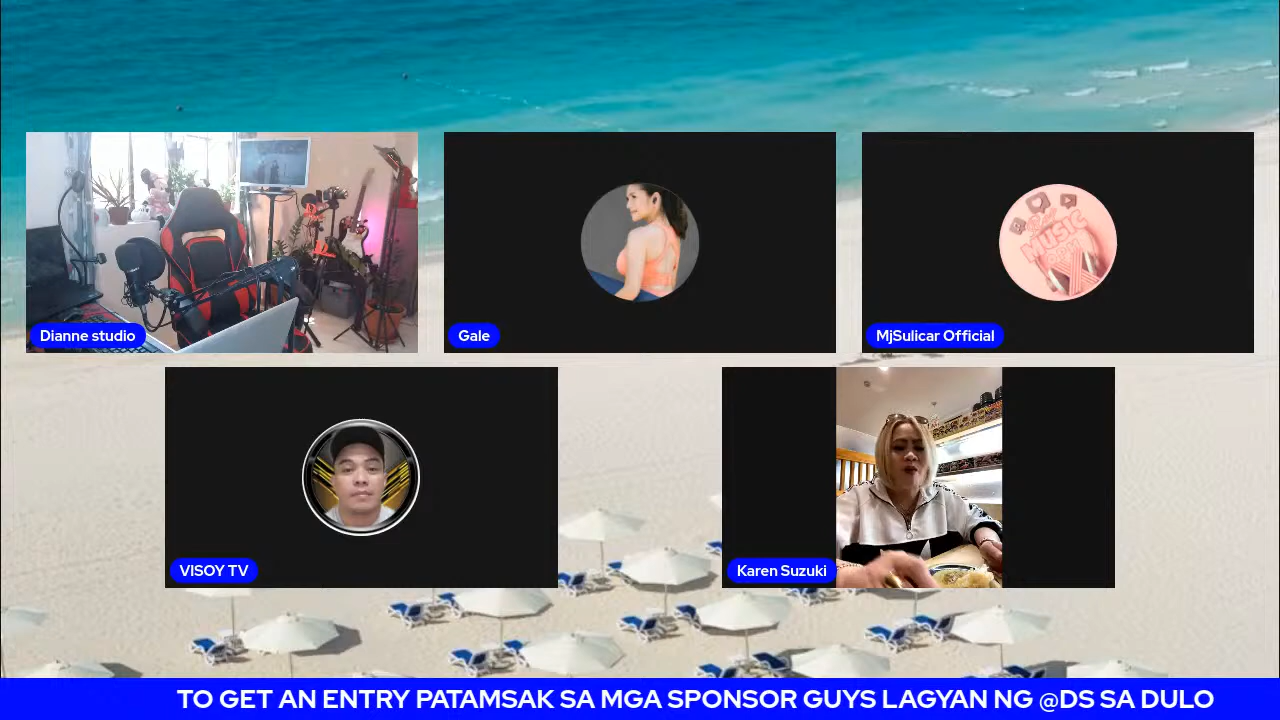 Dianne studio
Gale
MUSIC
MjSulicar Official
VISOY TV
Karen Suzuki
TO GET AN ENTRY PATAMSAK SA MGA SPONSOR GUYS LAGYAN NG @DS SA DULO